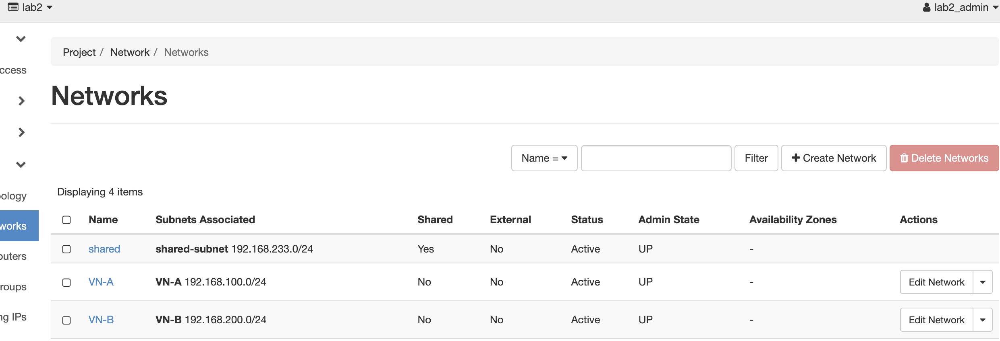 lab2
lab2_admin
Project / Network / Networks
ccess
Networks
Name =
Filter
Create Network
Delete Networks
Displaying 4 items
ology
works
outers
roups
ng IPs
Name Subnets Associated Shared External Status Admin State Availability Zones Actions
shared shared-subnet 192.168.233.0/24 Yes No Active UP -
VN-A VN-A 192.168.100.0/24 No No Active UP - Edit Network
VN-B VN-B 192.168.200.0/24 No No Active UP - Edit Network